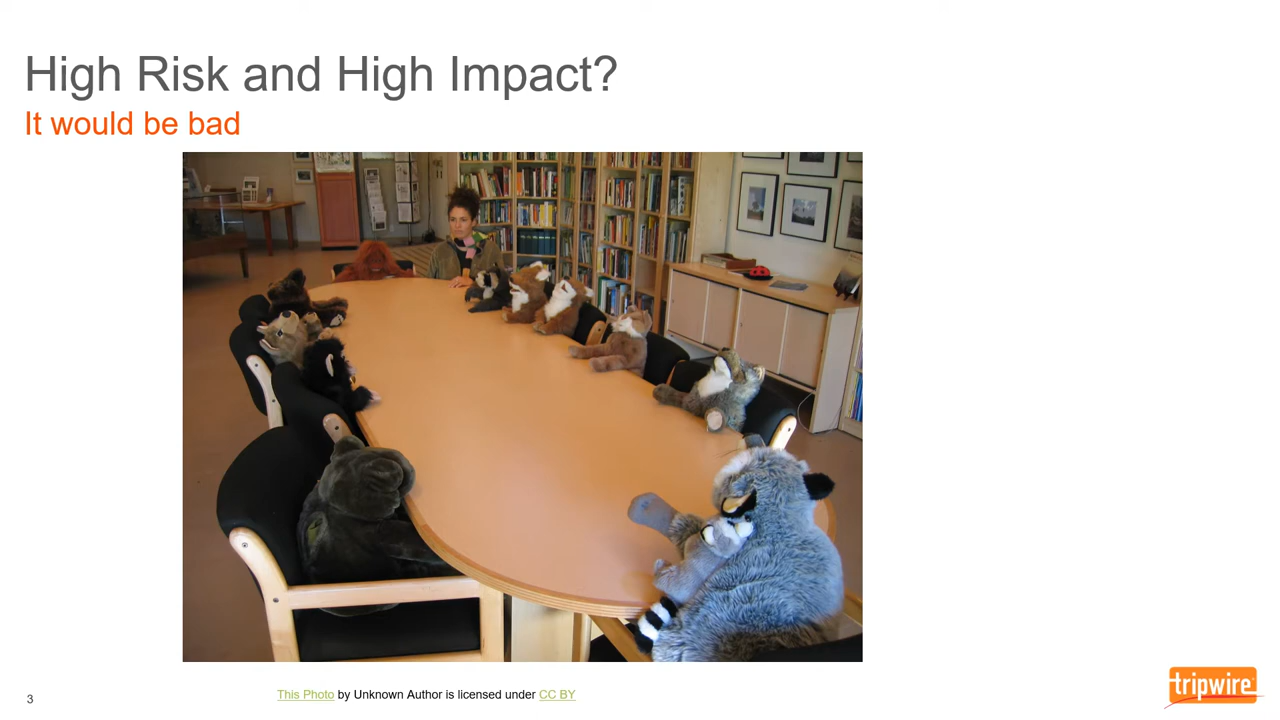 High Risk and High Impact?
It would be bad
This Photo by Unknown Author is licensed under CC BY
3
tripwire